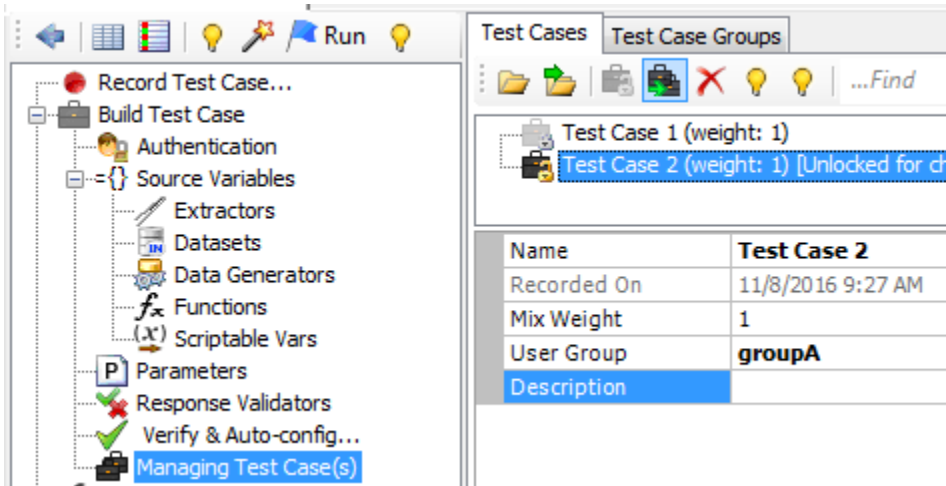 Run
Record Test Case...
Build Test Case
Authentication
={} Source Variables
Extractors
IN
Datasets
Data Generators
fx Functions
(x) Scriptable Vars
P Parameters
Response Validators
Verify & Auto-config...
Managing Test Case(s)
Test Cases
Test Case Groups
...Find
Test Case 1 (weight: 1)
Test Case 2 (weight: 1) [Unlocked for ch
Name Test Case 2
Recorded On 11/8/2016 9:27 AM
Mix Weight 1
User Group groupA
Description